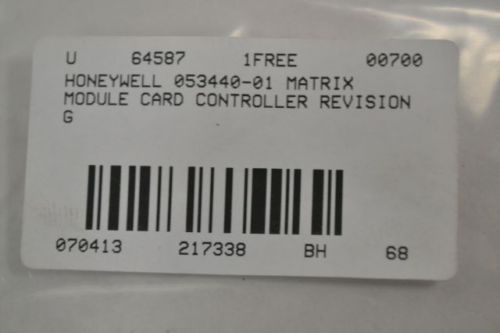 U 64587 1FREE 00700
HONEYWELL 053440-01 MATRIX
MODULE CARD CONTROLLER REVISION
G
070413 217338 BH 68